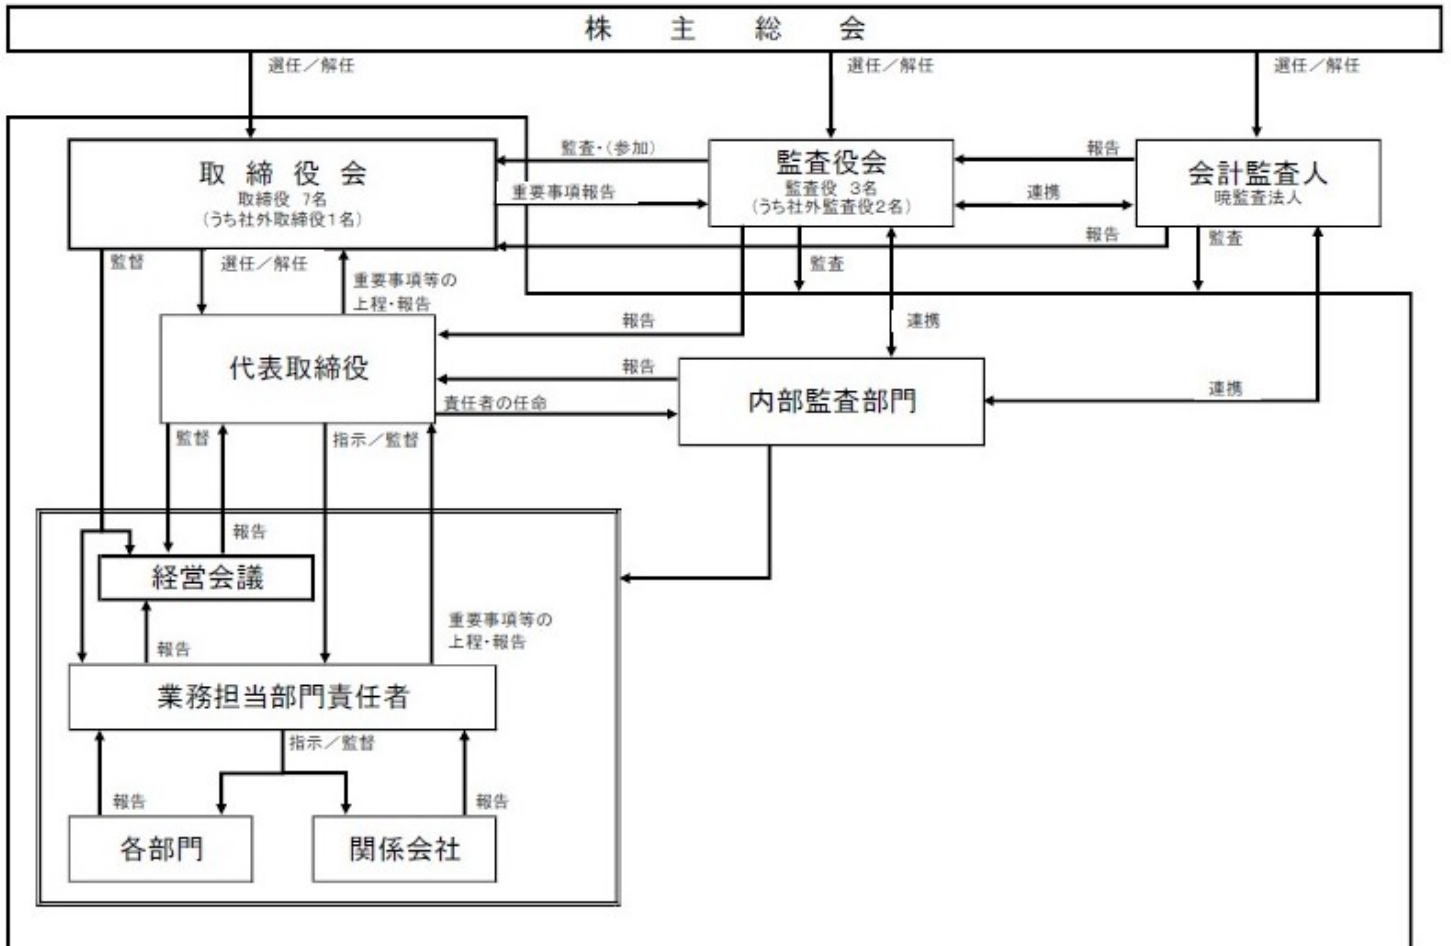 株主総会
選任／解任
選任／解任
選任／解任
取締役会
取締役 7名
（うち社外取締役1名）
監査・（参加）
重要事項報告
監査役会
監査役 3名
（うち社外監査役2名）
報告
連携
会計監査人
暁監査法人
報告
監査
監査
監督
選任／解任
重要事項等の
上程・報告
報告
連携
代表取締役
報告
責任者の任命
内部監査部門
連携
監督
指示／監督
報告
経営会議
報告
重要事項等の
上程・報告
業務担当部門責任者
指示／監督
報告
報告
各部門
関係会社